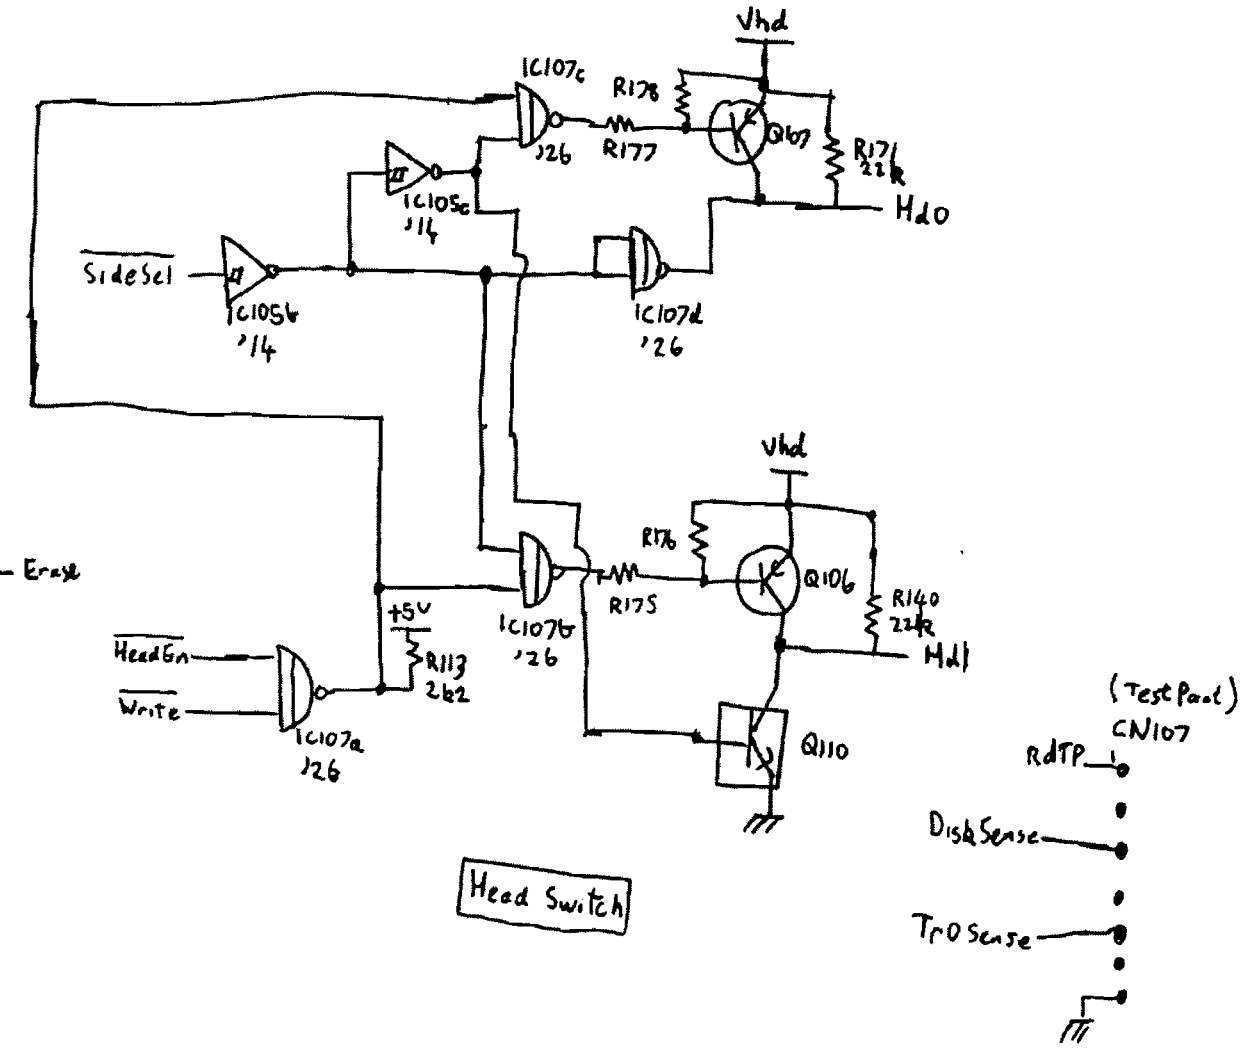 Vhd
IC107c
'26
R178
R177
Q107
R171
22k
Hd0
IC105c
'14
SideSel
IC105b
'14
IC107d
'26
Vhd
R176
Q106
R140
22k
Hd1
R175
IC107b
'26
Erase
+5V
R113
2k2
HeadEn
Write
IC107a
'26
Q110
(Test Point)
CN107
RdTP
1
DiskSense
Tr0Sense
Head Switch